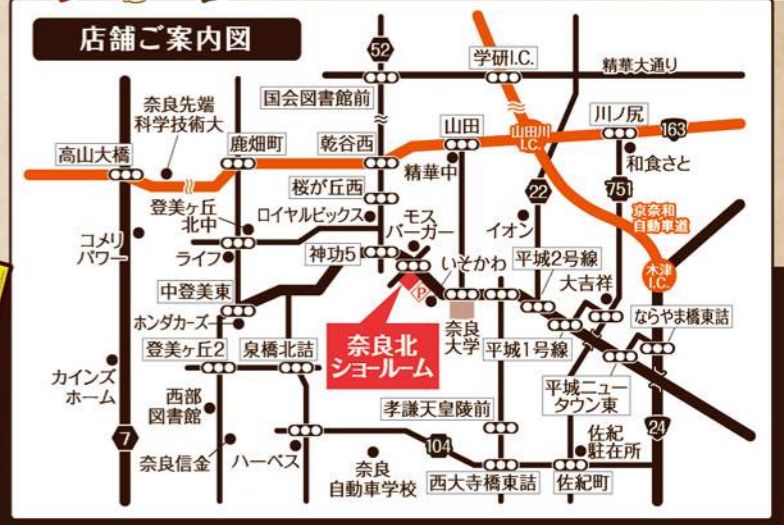 店舗ご案内図
52
学研I.C.
精華大通り
国会図書館前
奈良先端
科学技術大
高山大橋
鹿畑町
乾谷西
山田
山田川
I.C.
川ノ尻
163
精華中
和食さと
桜が丘西
22
751
登美ヶ丘
北中
ロイヤルビックス
モス
バーガー
イオン
京奈和
自動車道
コメリ
パワー
ライフ
神功5
いそかわ
平城2号線
木津
I.C.
大吉祥
中登美東
P
ならやま橋東詰
ホンダカーズ
奈良北
ショールーム
奈良
大学
平城1号線
登美ヶ丘2
泉橋北詰
カインズ
ホーム
平城ニュー
タウン東
西部
図書館
孝謙天皇陵前
7
24
104
佐紀
駐在所
奈良信金
ハーベス
奈良
自動車学校
西大寺橋東詰
佐紀町